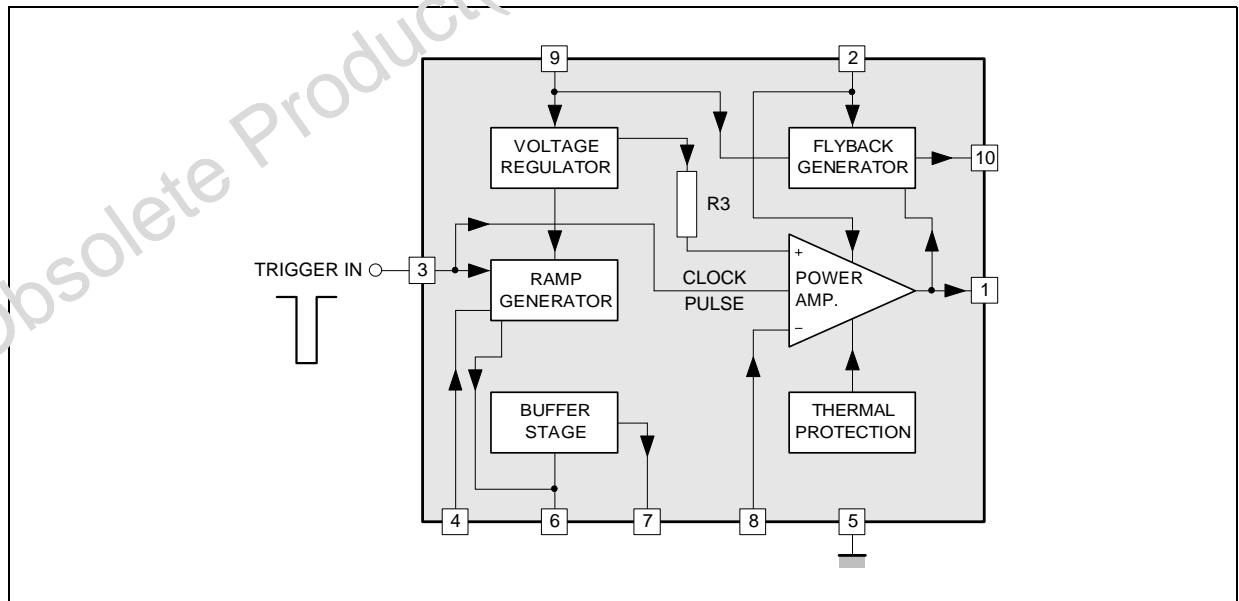 Obsolete Product(
9
2
VOLTAGE
REGULATOR
FLYBACK
GENERATOR
10
R3
+
TRIGGER IN
3
RAMP
GENERATOR
CLOCK
PULSE
POWER
AMP.
1
−
BUFFER
STAGE
THERMAL
PROTECTION
4
6
7
8
5